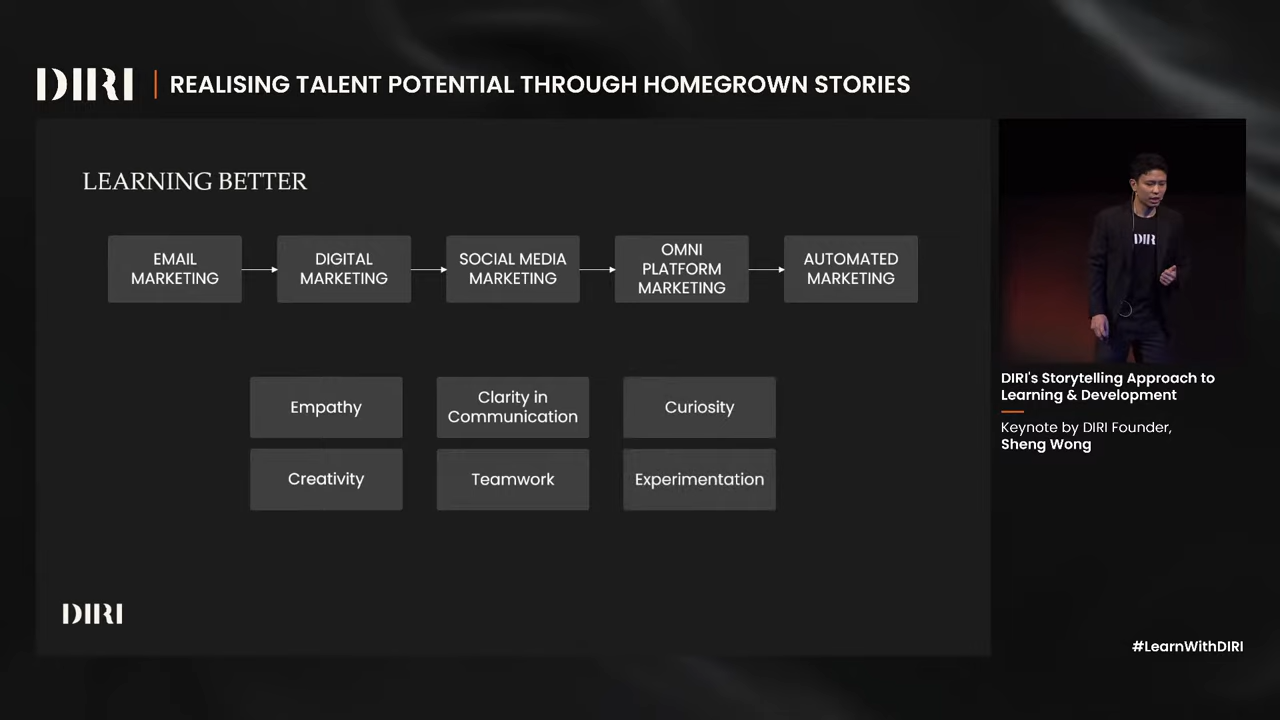 DIRI
REALISING TALENT POTENTIAL THROUGH HOMEGROWN STORIES
LEARNING BETTER
EMAIL
MARKETING
DIGITAL
MARKETING
SOCIAL MEDIA
MARKETING
OMNI
PLATFORM
MARKETING
AUTOMATED
MARKETING
Empathy
Clarity in
Communication
Curiosity
Creativity
Teamwork
Experimentation
DIRI
DIRI
DIRI's Storytelling Approach to
Learning & Development
Keynote by DIRI Founder,
Sheng Wong
#LearnWithDIRI